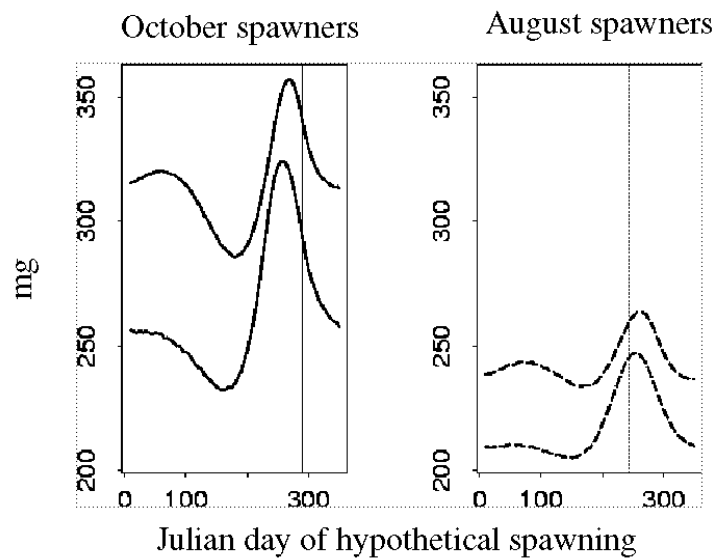 October spawners
August spawners
mg
350
300
250
200
0 100 300
350
300
250
200
0 100 300
Julian day of hypothetical spawning